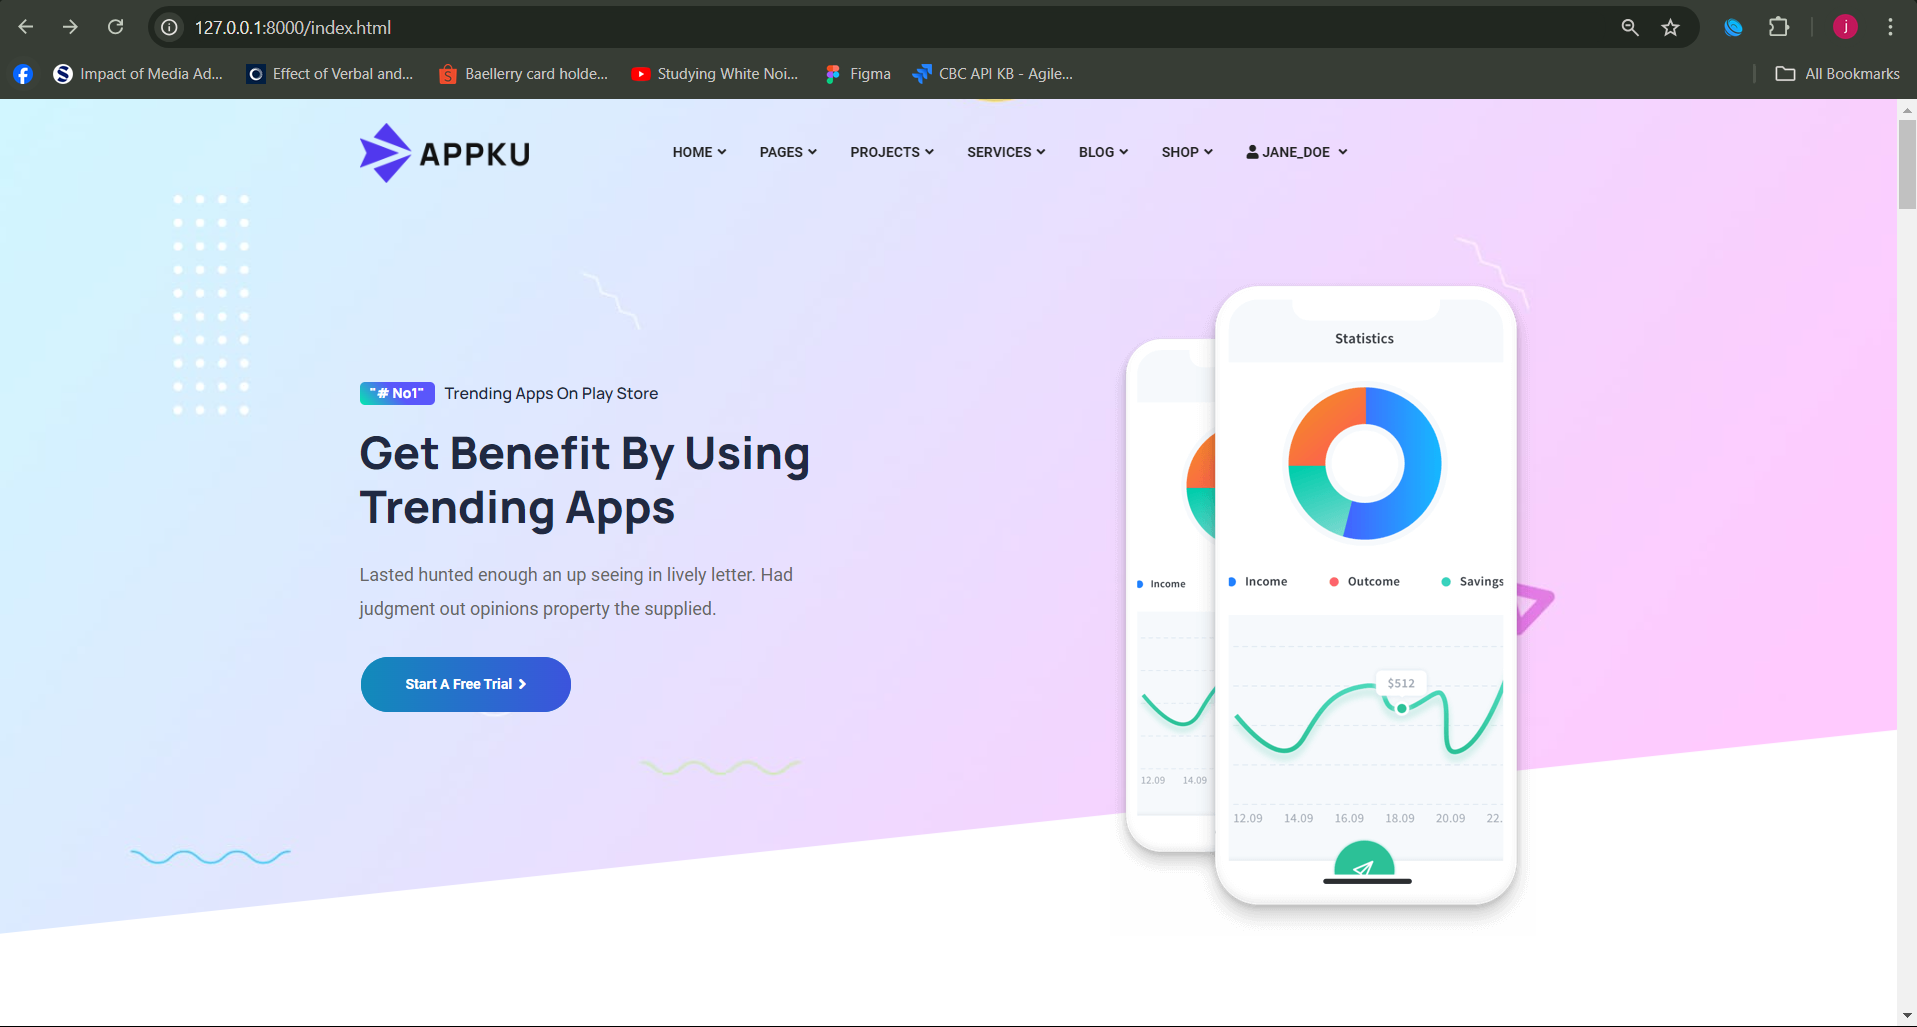 127.0.0.1:8000/index.html
j
Impact of Media Ad...
Effect of Verbal and...
Baellerry card holde...
Studying White Noi...
Figma
CBC API KB - Agile...
All Bookmarks
APPKU
HOME
PAGES
PROJECTS
SERVICES
BLOG
SHOP
JANE_DOE
"# No1" Trending Apps On Play Store
Get Benefit By Using
Trending Apps
Lasted hunted enough an up seeing in lively letter. Had
judgment out opinions property the supplied.
Start A Free Trial
Income
12.09 14.09
Statistics
Income Outcome Savings
$512
12.09 14.09 16.09 18.09 20.09 22.